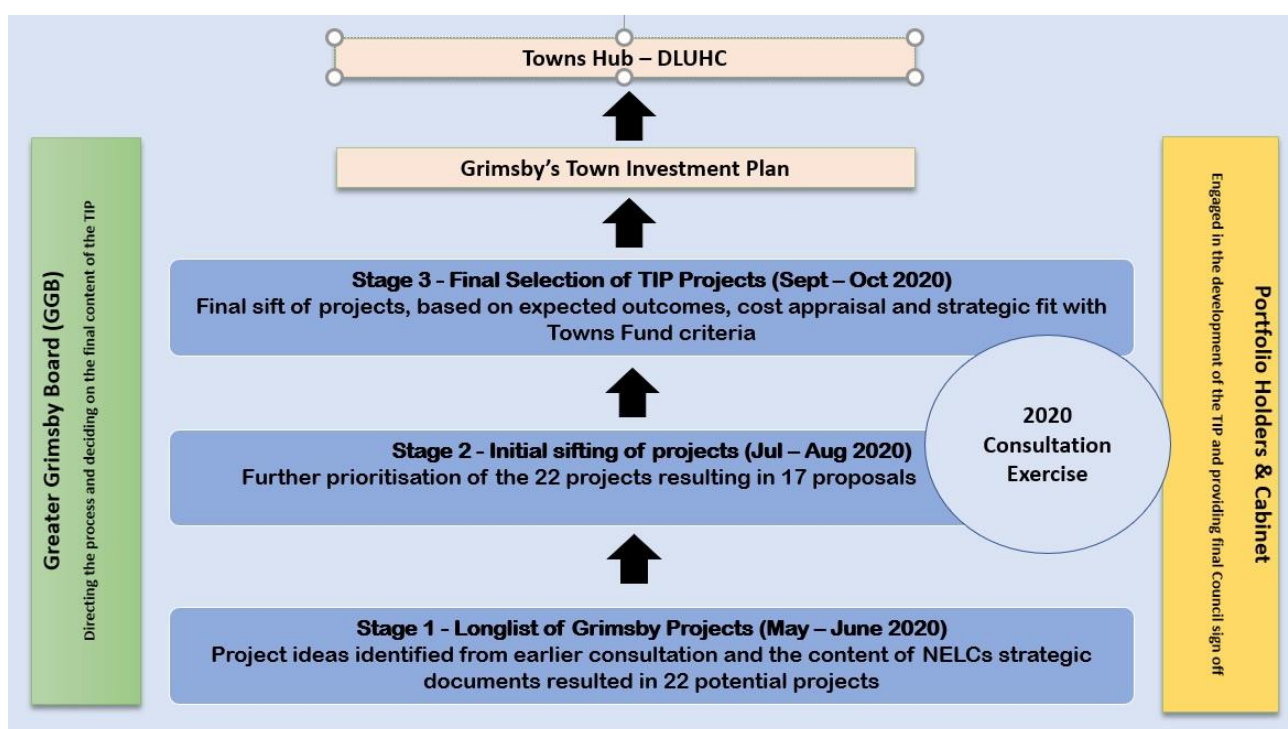 Towns Hub – DLUHC
Grimsby's Town Investment Plan
Stage 3 - Final Selection of TIP Projects (Sept – Oct 2020)
Final sift of projects, based on expected outcomes, cost appraisal and strategic fit with
Towns Fund criteria
2020
Consultation
Exercise
Stage 2 - Initial sifting of projects (Jul – Aug 2020)
Further prioritisation of the 22 projects resulting in 17 proposals
Stage 1 - Longlist of Grimsby Projects (May – June 2020)
Project ideas identified from earlier consultation and the content of NELCs strategic
documents resulted in 22 potential projects
Greater Grimsby Board (GGB)
Directing the process and deciding on the final content of the TIP
Portfolio Holders & Cabinet
Engaged in the development of the TIP and providing final Council sign off